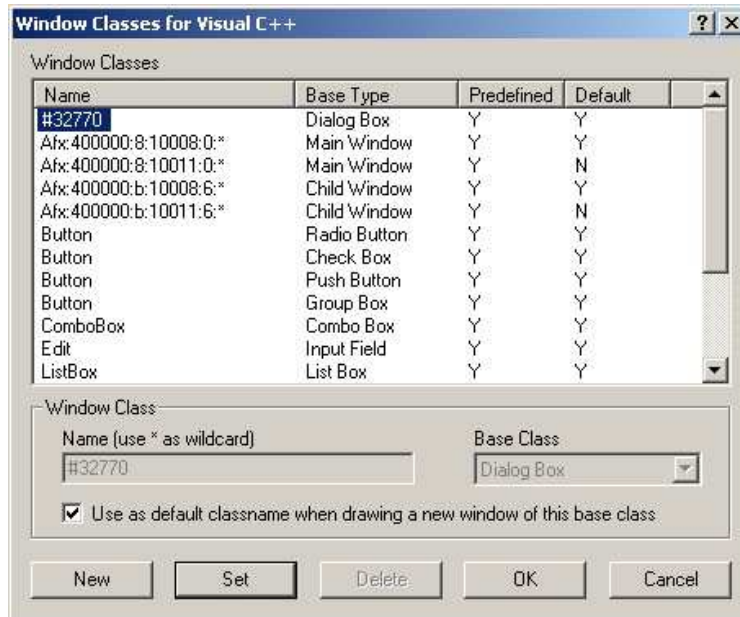 Window Classes for Visual C++
Window Classes
Name Base Type Predefined Default
#32770 Dialog Box Y Y
Afx:400000:8:10008:0:* Main Window Y Y
Afx:400000:8:10011:0:* Main Window Y N
Afx:400000:b:10008:6:* Child Window Y Y
Afx:400000:b:10011:6:* Child Window Y N
Button Radio Button Y Y
Button Check Box Y Y
Button Push Button Y Y
Button Group Box Y Y
ComboBox Combo Box Y Y
Edit Input Field Y Y
ListBox List Box Y Y
Window Class
Name (use * as wildcard) Base Class
#32770 Dialog Box
Use as default classname when drawing a new window of this base class
New Set Delete OK Cancel